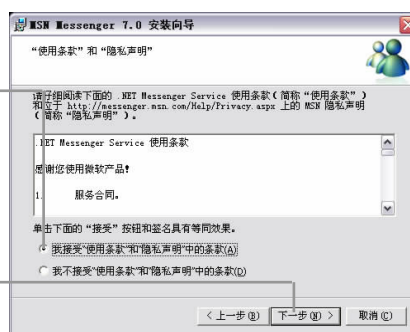 MSN Messenger 7.0 安装向导
“使用条款”和“隐私声明”
请仔细阅读下面的 .NET Messenger Service 使用条款(简称“使用条款”)
和位于 http://messenger.msn.com/Help/Privacy.aspx 上的 MSN 隐私声明
(简称“隐私声明”)。
.NET Messenger Service 使用条款
感谢您使用微软产品!
1. 服务合同。
单击下面的“接受”按钮和签名具有等同效果。
我接受“使用条款”和“隐私声明”中的条款(A)
我不接受“使用条款”和“隐私声明”中的条款(D)
< 上一步(B) 下一步(N) > 取消(C)